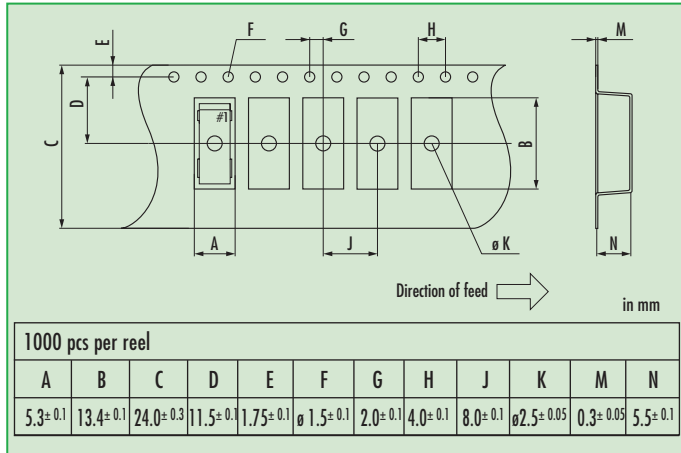 F
G
H
M
E
D
C
#1
B
A
J
ø K
N
Direction of feed
in mm
1000 pcs per reel
A B C D E F G H J K M N
5.3± 0.1 13.4± 0.1 24.0± 0.3 11.5± 0.1 1.75± 0.1 ø 1.5± 0.1 2.0± 0.1 4.0± 0.1 8.0± 0.1 ø2.5± 0.05 0.3± 0.05 5.5± 0.1